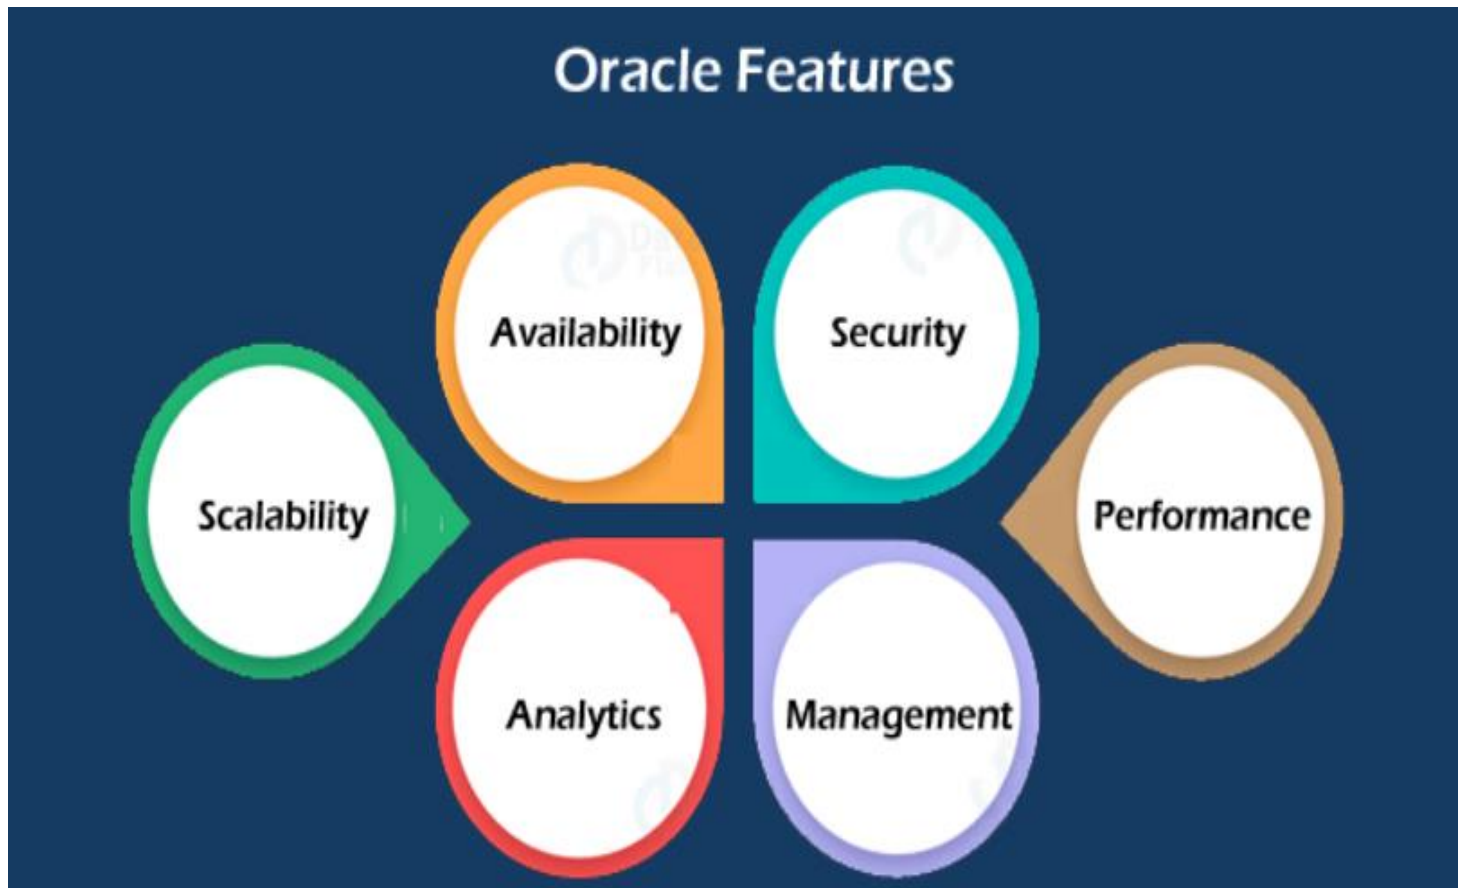 Oracle Features
Availability
Security
Scalability
Performance
Analytics
Management